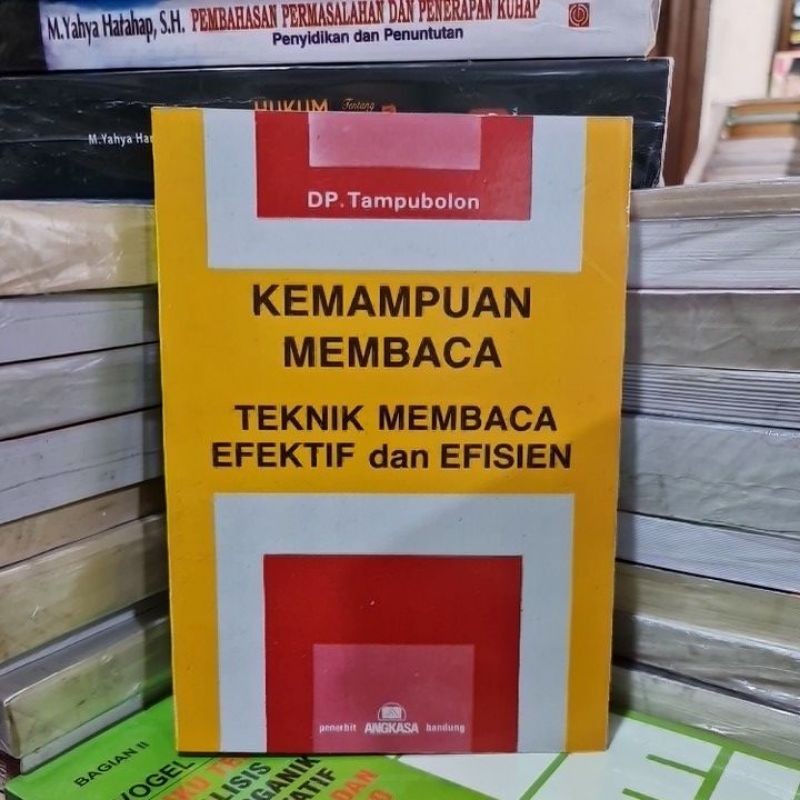 M.Yahya Harahap, S.H. PEMBAHASAN PERMASALAHAN DAN PENERAPAN KUHAP
Penyidikan dan Penuntutan
HUKUM Tentang
M.Yahya Har
DP. Tampubolon
KEMAMPUAN
MEMBACA
TEKNIK MEMBACA
EFEKTIF dan EFISIEN
penerbit ANGKASA bandung
BAGIAN II
VOGEL